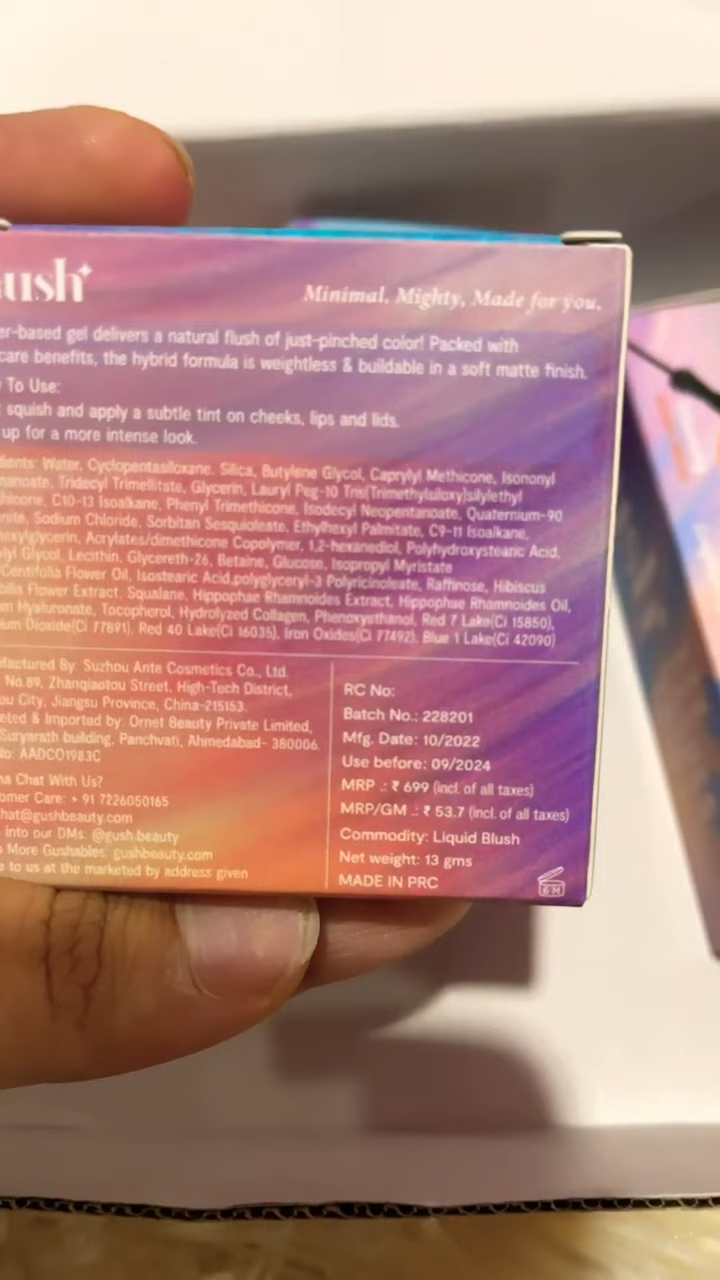 ush
Minimal, Mighty, Made for you.
er-based gel delivers a natural flush of just-pinched color! Packed with
care benefits, the hybrid formula is weightless & buildable in a soft matte finish.
To Use:
squish and apply a subtle tint on cheeks, lips and lids.
up for a more intense look.
dients: Water, Cyclopentasiloxane, Silica, Butylene Glycol, Caprylyl Methicone, Isononyl
nanoate, Tridecyl Trimellitate, Glycerin, Lauryl Peg-10 Tris(Trimethylsiloxy)silylethyl
hicone, C10-13 Isoalkane, Phenyl Trimethicone, Isodecyl Neopentanoate, Quaternium-90
nite, Sodium Chloride, Sorbitan Sesquioleate, Ethylhexyl Palmitate, C9-11 Isoalkane,
hexylglycerin, Acrylates/dimethicone Copolymer, 1,2-hexanediol, Polyhydroxystearic Acid,
lyl Glycol, Lecithin, Glycereth-26, Betaine, Glucose, Isopropyl Myristate
Centifolia Flower Oil, Isostearic Acid,polyglyceryl-3 Polyricinoleate, Raffinose, Hibiscus
bilis Flower Extract, Squalane, Hippophae Rhamnoides Extract, Hippophae Rhamnoides Oil,
m Hyaluronate, Tocopherol, Hydrolyzed Collagen, Phenoxyethanol, Red 7 Lake(Ci 15850),
ium Dioxide(Ci 77891), Red 40 Lake(Ci 16035), Iron Oxides(Ci 77492), Blue 1 Lake(Ci 42090)
nufactured By: Suzhou Ante Cosmetics Co., Ltd.
No.89, Zhanqiaotou Street, High-Tech District,
ou City, Jiangsu Province, China-215153.
eted & Imported by: Ornet Beauty Private Limited,
Suryarath building, Panchvati, Ahmedabad- 380006.
No: AADCO1983C
na Chat With Us?
omer Care: + 91 7226050165
hat@gushbeauty.com
into our DMs: @gush.beauty
More Gushables: gushbeauty.com
e to us at the marketed by address given
RC No:
Batch No.: 228201
Mfg. Date: 10/2022
Use before: 09/2024
MRP .: ₹ 699 (incl. of all taxes)
MRP/GM .: ₹ 53.7 (incl. of all taxes)
Commodity: Liquid Blush
Net weight: 13 gms
MADE IN PRC
6 M